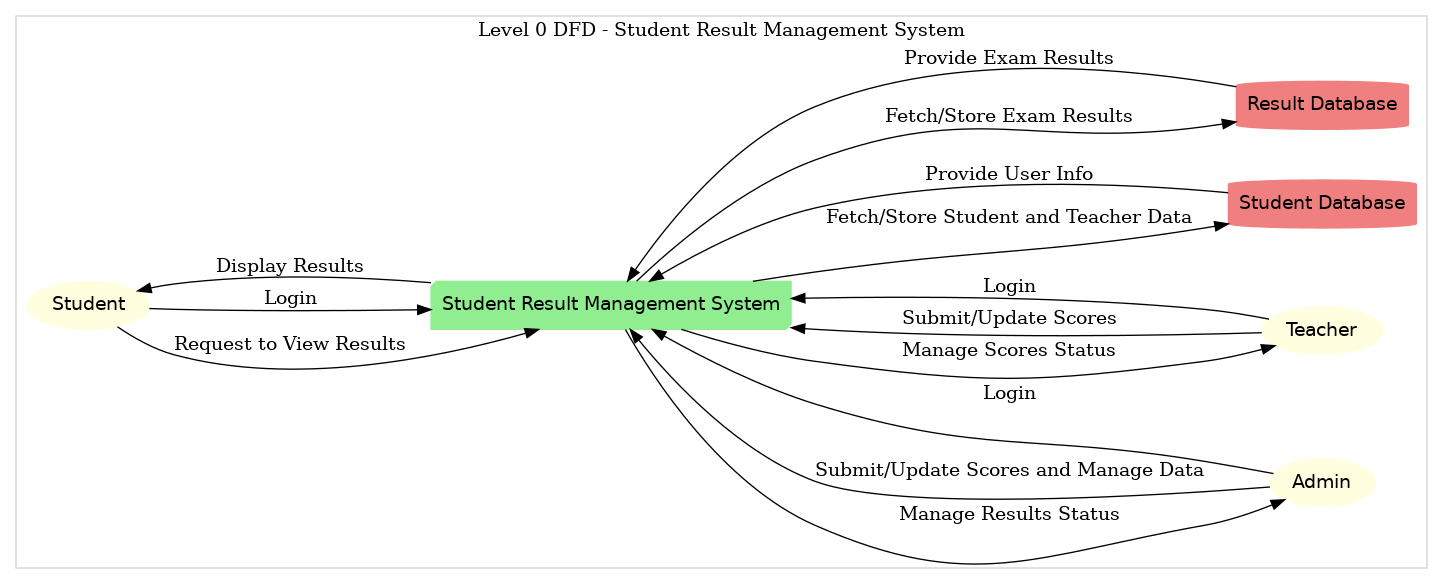 Level 0 DFD - Student Result Management System
Provide Exam Results
Result Database
Fetch/Store Exam Results
Provide User Info
Student Database
Fetch/Store Student and Teacher Data
Display Results
Login
Student
Login
Student Result Management System
Submit/Update Scores
Teacher
Request to View Results
Manage Scores Status
Login
Submit/Update Scores and Manage Data
Admin
Manage Results Status